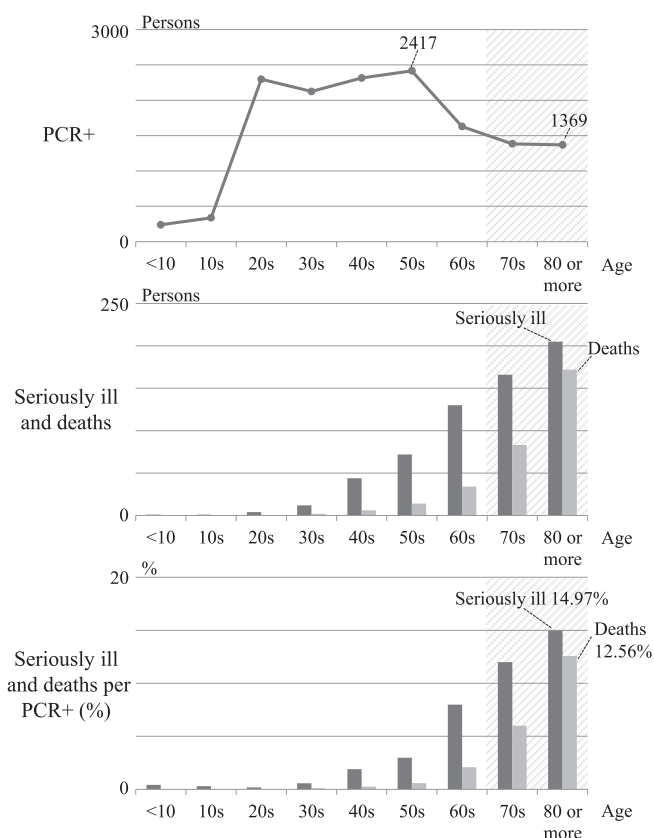 Persons
3000
2417
PCR+
1369
0
<10 10s 20s 30s 40s 50s 60s 70s 80 or more Age
Persons
250
Seriously ill
Deaths
Seriously ill
and deaths
0
<10 10s 20s 30s 40s 50s 60s 70s 80 or more Age
%
20
Seriously ill 14.97%
Deaths
12.56%
Seriously ill
and deaths per
PCR+ (%)
0
<10 10s 20s 30s 40s 50s 60s 70s 80 or more Age